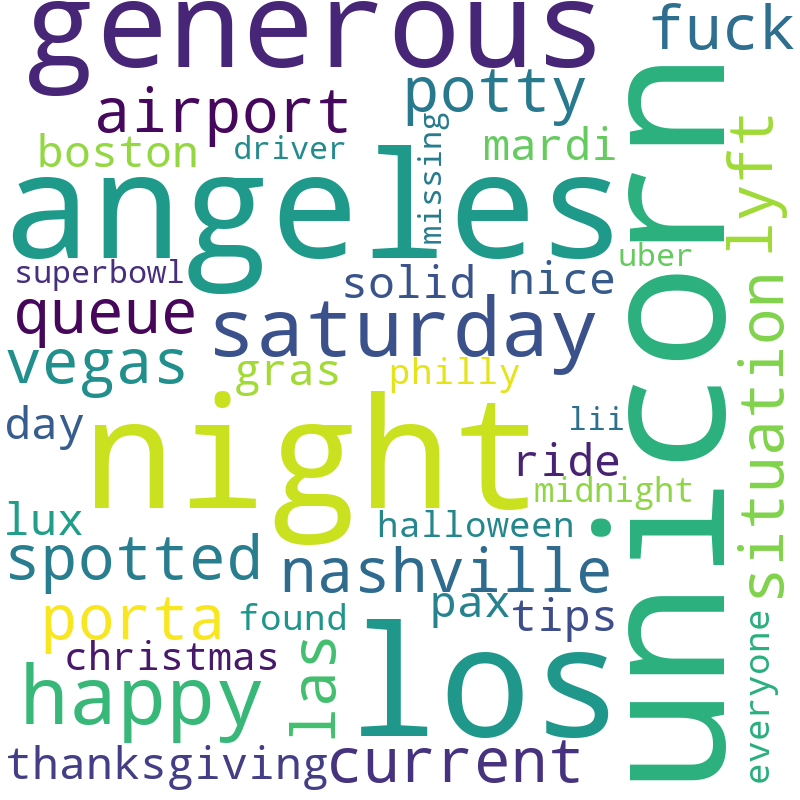 generous
fuck
potty
airport
boston
driver
missing
mardi
lyft
angeles
unicorn
uber
superbowl
solid
nice
queue
saturday
situation
vegas
gras
philly
day
night
lii
ride
midnight
lux
halloween
spotted
nashville
porta
found
pax
tips
everyone
christmas
las
los
happy
thanksgiving
current